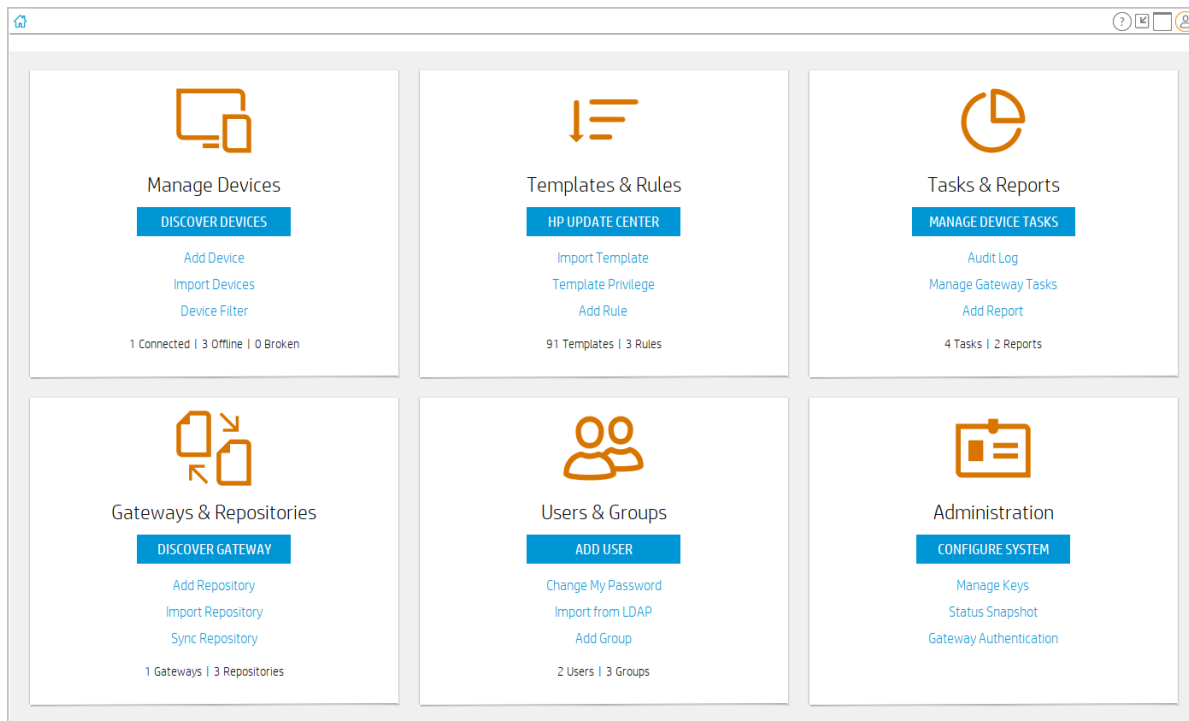 ?
Manage Devices
DISCOVER DEVICES
Add Device
Import Devices
Device Filter
1 Connected | 3 Offline | 0 Broken
Templates & Rules
HP UPDATE CENTER
Import Template
Template Privilege
Add Rule
91 Templates | 3 Rules
Tasks & Reports
MANAGE DEVICE TASKS
Audit Log
Manage Gateway Tasks
Add Report
4 Tasks | 2 Reports
Gateways & Repositories
DISCOVER GATEWAY
Add Repository
Import Repository
Sync Repository
1 Gateways | 3 Repositories
Users & Groups
ADD USER
Change My Password
Import from LDAP
Add Group
2 Users | 3 Groups
Administration
CONFIGURE SYSTEM
Manage Keys
Status Snapshot
Gateway Authentication